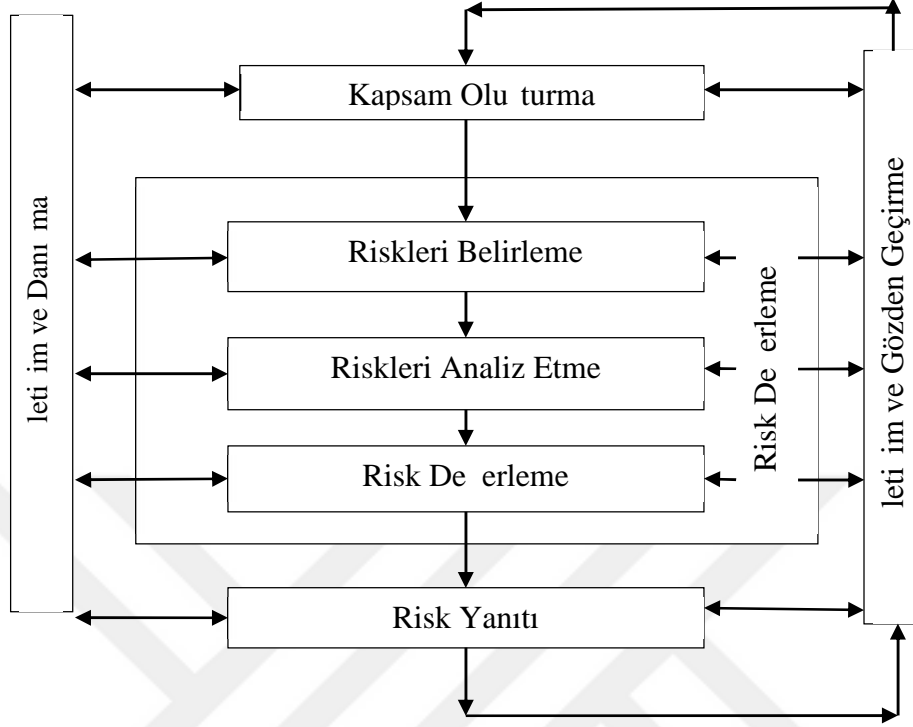 Kapsam Olu turma
leti im ve Danı ma
Riskleri Belirleme
Riskleri Analiz Etme
Risk De erleme
Risk De erleme
leti im ve Gözden Geçirme
Risk Yanıtı